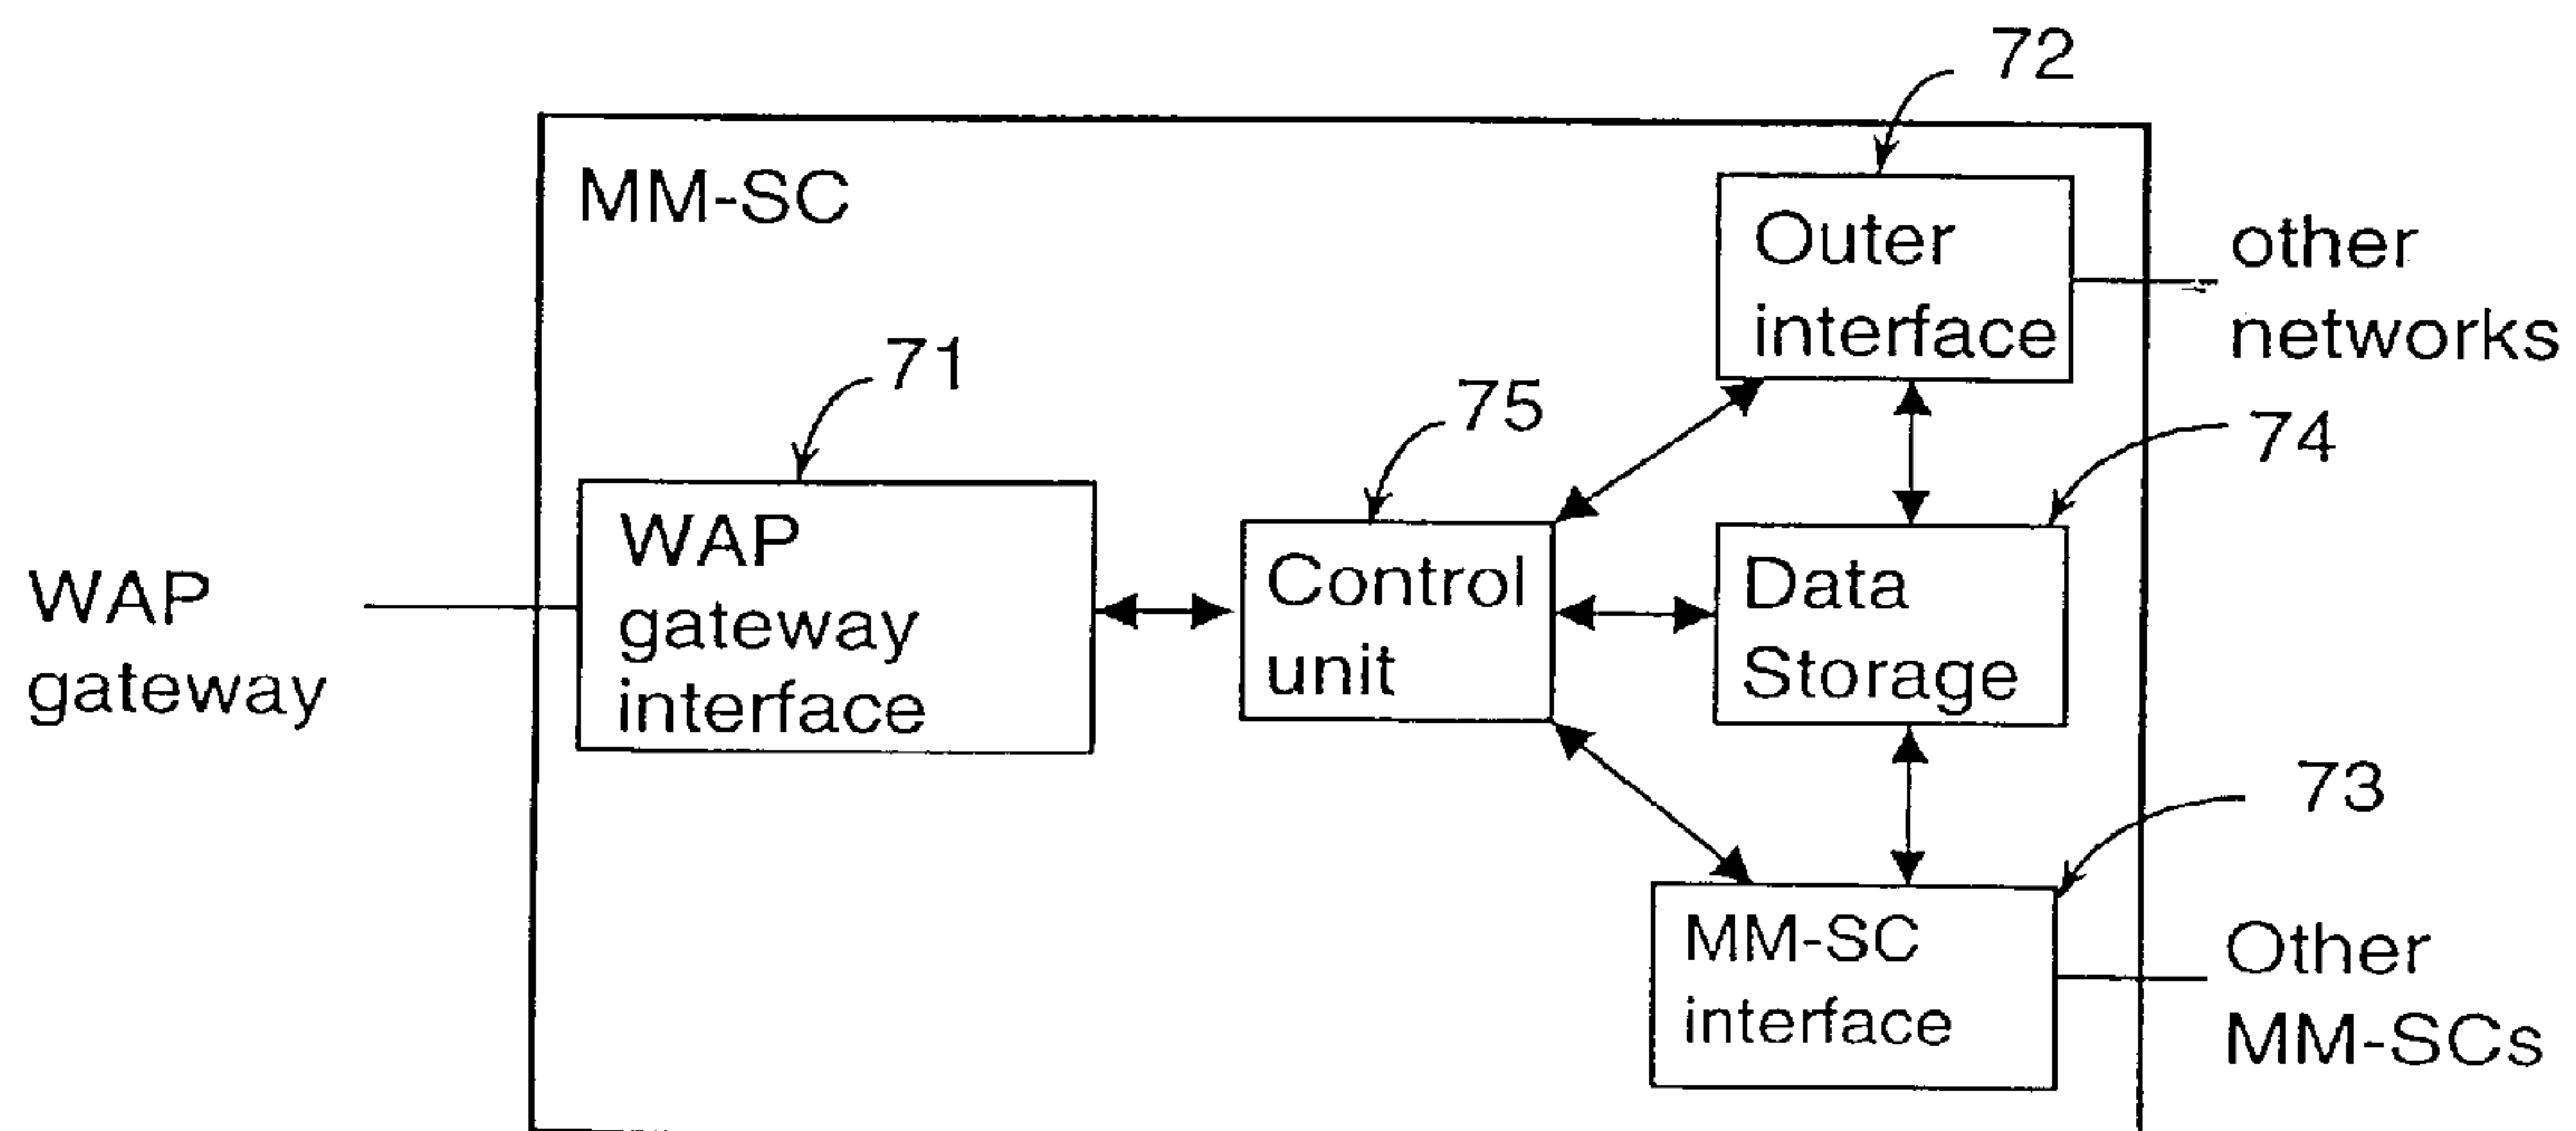 72
MM-SC
Outer
interface
other
networks
71
75
74
WAP
gateway
interface
Control
unit
Data
Storage
WAP
gateway
73
MM-SC
interface
Other
MM-SCs